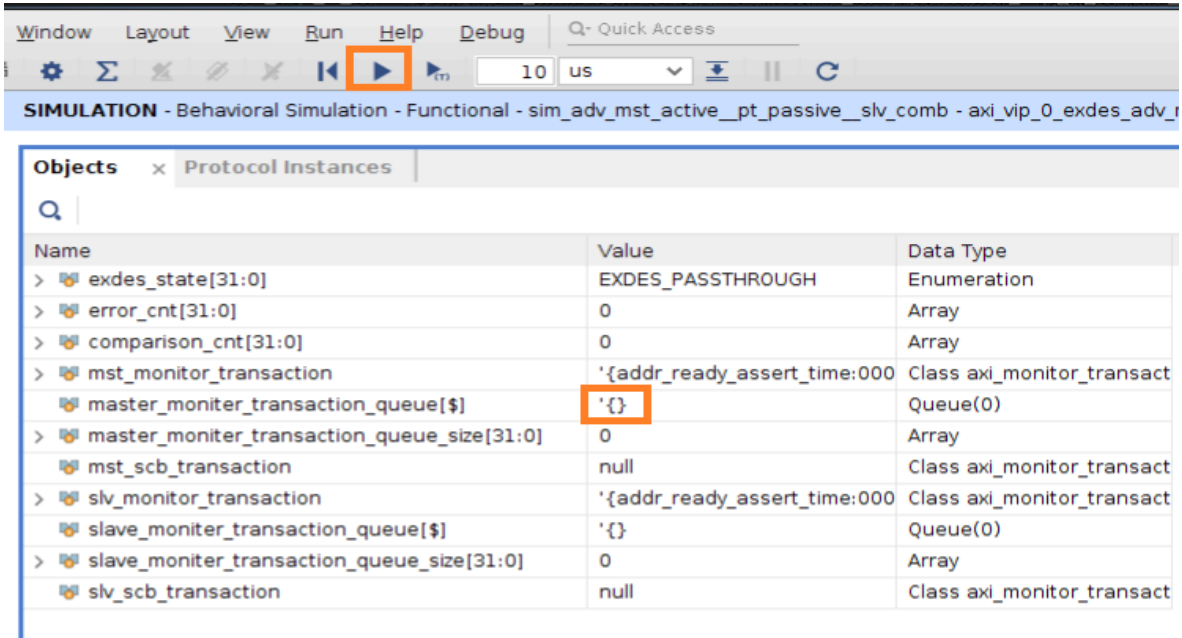 Window Layout View Run Help Debug Q- Quick Access
(T) 10 us
SIMULATION - Behavioral Simulation - Functional - sim_adv_mst_active__pt_passive__slv_comb - axi_vip_0_exdes_adv_
Objects × Protocol Instances
Name Value Data Type
> exdes_state[31:0] EXDES_PASSTHROUGH Enumeration
> error_cnt[31:0] 0 Array
> comparison_cnt[31:0] 0 Array
> mst_monitor_transaction '{addr_ready_assert_time:000 Class axi_monitor_transact
master_moniter_transaction_queue[$] '{} Queue(0)
> master_moniter_transaction_queue_size[31:0] 0 Array
mst_scb_transaction null Class axi_monitor_transact
> slv_monitor_transaction '{addr_ready_assert_time:000 Class axi_monitor_transact
slave_moniter_transaction_queue[$] '{} Queue(0)
> slave_moniter_transaction_queue_size[31:0] 0 Array
slv_scb_transaction null Class axi_monitor_transact